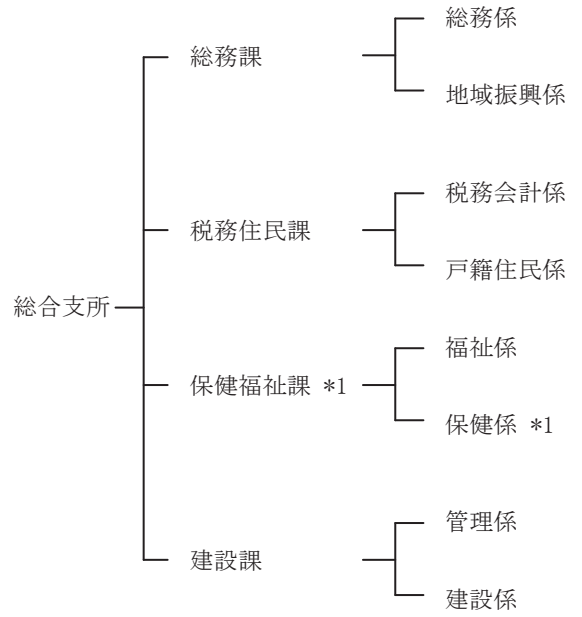 総合支所
総務課
総務係
地域振興係
税務住民課
税務会計係
戸籍住民係
保健福祉課 *1
福祉係
保健係 *1
建設課
管理係
建設係